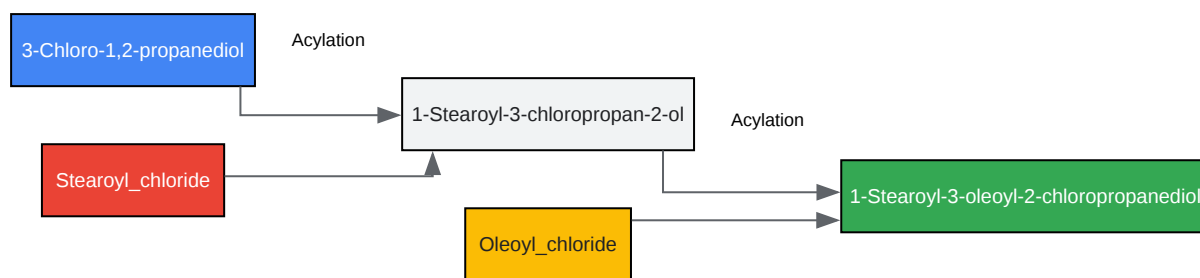 3-Chloro-1,2-propanediol
Acylation
1-Stearoyl-3-chloropropan-2-ol
Acylation
Stearoyl_chloride
1-Stearoyl-3-oleoyl-2-chloropropanediol
Oleoyl_chloride